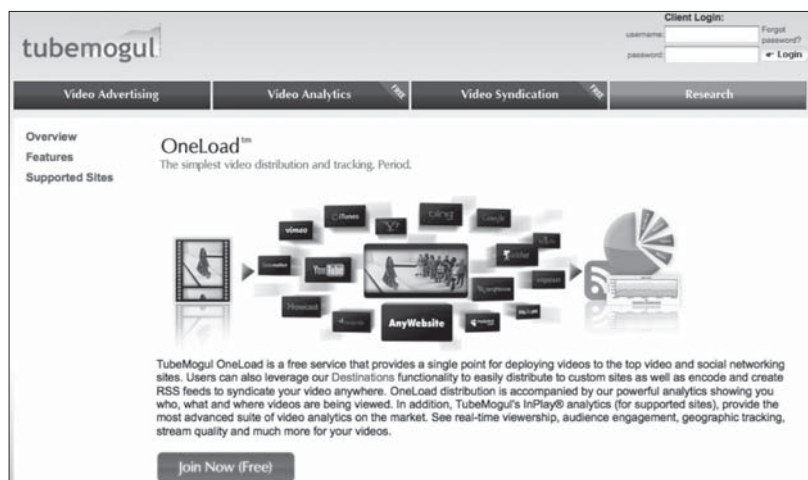 Client Login:
tubemogul
username:
Forgot password?
password:
Login
Video Advertising
Video Analytics
FREE
Video Syndication
FREE
Research
Overview
Features
Supported Sites
OneLoad™
The simplest video distribution and tracking. Period.
vimeo
iTunes
Y!
bling
Google
YouTube
Howcast
AnyWebsite
TubeMogul OneLoad is a free service that provides a single point for deploying videos to the top video and social networking
sites. Users can also leverage our Destinations functionality to easily distribute to custom sites as well as encode and create
RSS feeds to syndicate your video anywhere. OneLoad distribution is accompanied by our powerful analytics showing you
who, what and where videos are being viewed. In addition, TubeMogul's InPlay® analytics (for supported sites), provide the
most advanced suite of video analytics on the market. See real-time viewership, audience engagement, geographic tracking,
stream quality and much more for your videos.
Join Now (Free)